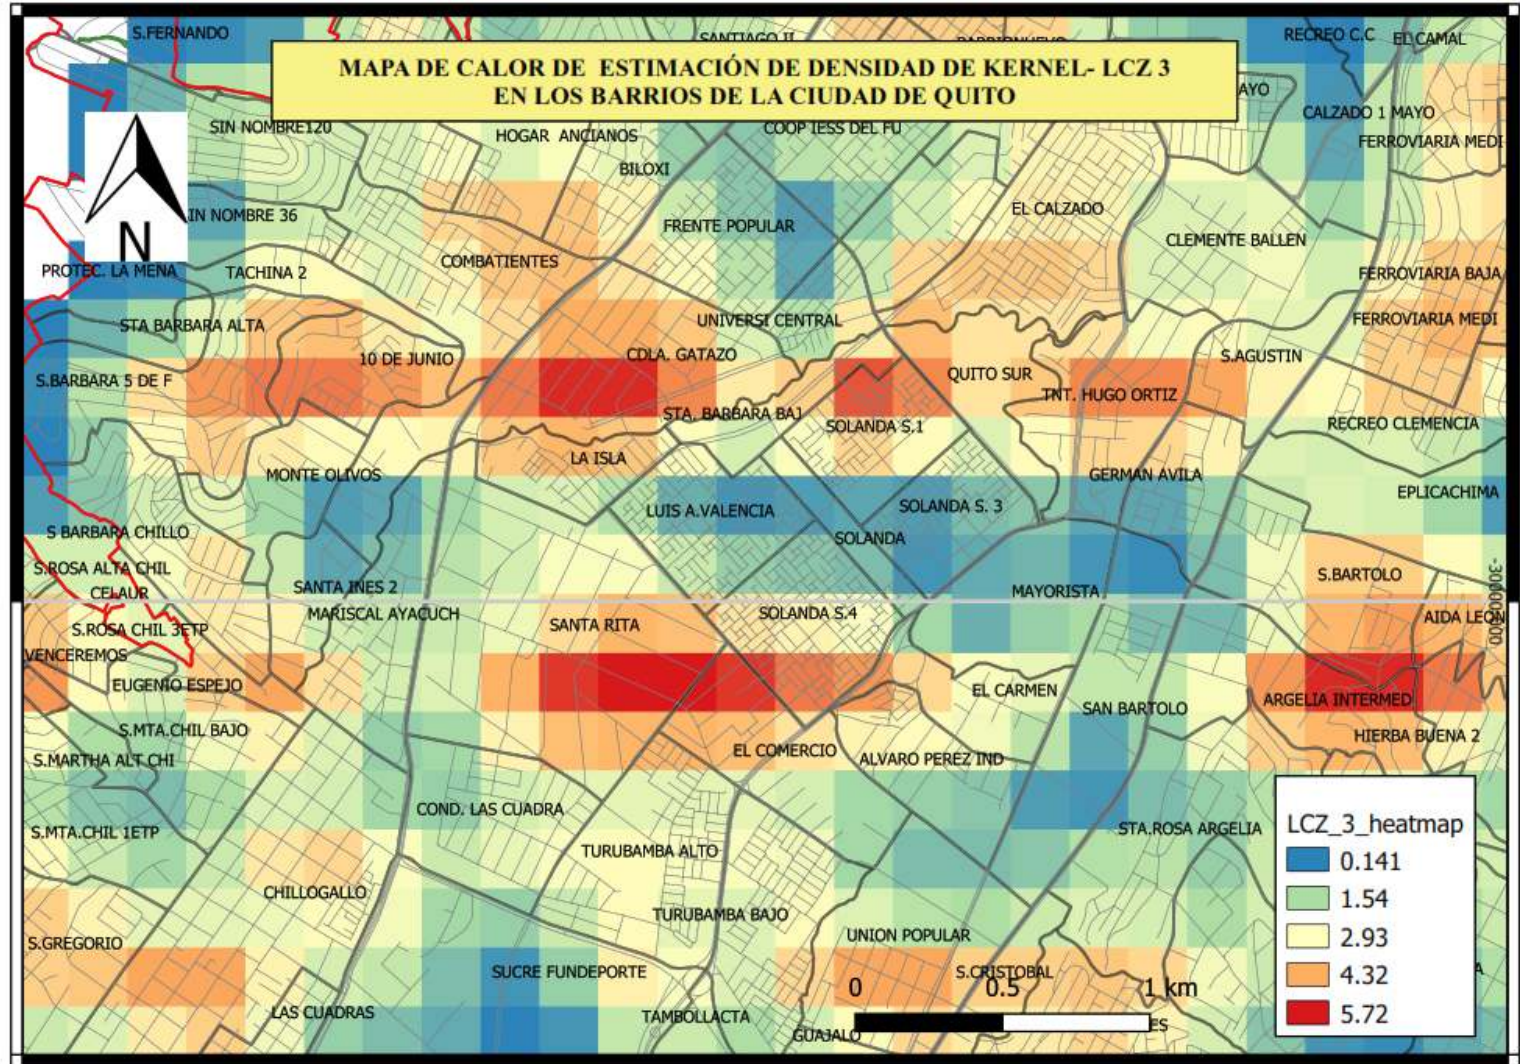 S.FERNANDO
SANTIAGO II
RECREO C.C
EL CAMAL
MAPA DE CALOR DE ESTIMACIÓN DE DENSIDAD DE KERNEL- LCZ 3
EN LOS BARRIOS DE LA CIUDAD DE QUITO
AYO
CALZADO 1 MAYO
SIN NOMBRE120
HOGAR ANCIANOS
COOP IESS DEL FU
FERROVIARIA MEDI
BILOXI
N
IN NOMBRE 36
FRENTE POPULAR
EL CALZADO
CLEMENTE BALLEN
PROTEC. LA MENA
TACHINA 2
COMBATIENTES
FERROVIARIA BAJA
STA BARBARA ALTA
UNIVERSI CENTRAL
FERROVIARIA MEDI
10 DE JUNIO
CDLA. GATAZO
S.AGUSTIN
S.BARBARA 5 DE F
QUITO SUR
TNT. HUGO ORTIZ
STA. BARBARA BAJ
SOLANDA S.1
RECREO CLEMENCIA
LA ISLA
MONTE OLIVOS
GERMAN AVILA
EPLICACHIMA
LUIS A.VALENCIA
SOLANDA S. 3
S BARBARA CHILLO
SOLANDA
S.ROSA ALTA CHIL
S.BARTOLO
CELAUR
SANTA INES 2
MAYORISTA
MARISCAL AYACUCH
SOLANDA S.4
AIDA LEON
S.ROSA CHIL 3ETP
SANTA RITA
VENCEREMOS
EUGENIO ESPEJO
EL CARMEN
ARGELIA INTERMED
SAN BARTOLO
S.MTA.CHIL BAJO
HIERBA BUENA 2
S.MARTHA ALT CHI
EL COMERCIO
ALVARO PEREZ IND
COND. LAS CUADRA
S.MTA.CHIL 1ETP
STA.ROSA ARGELIA
TURUBAMBA ALTO
CHILLOGALLO
TURUBAMBA BAJO
S.GREGORIO
UNION POPULAR
SUCRE FUNDEPORTE
S.CRISTOBAL
A
0 0.5 1 km
LAS CUADRAS
TAMBOLLACTA
GUAJALO
ES
LCZ_3_heatmap
0.141
1.54
2.93
4.32
5.72